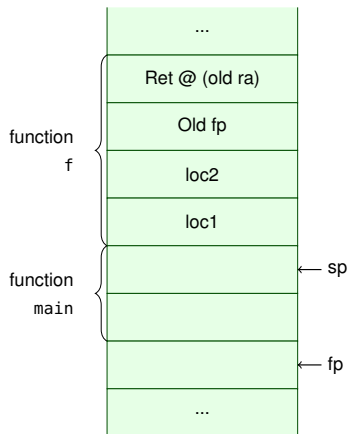 ...
Ret @ (old ra)
function
f
Old fp
loc2
loc1
function
main
sp
fp
...